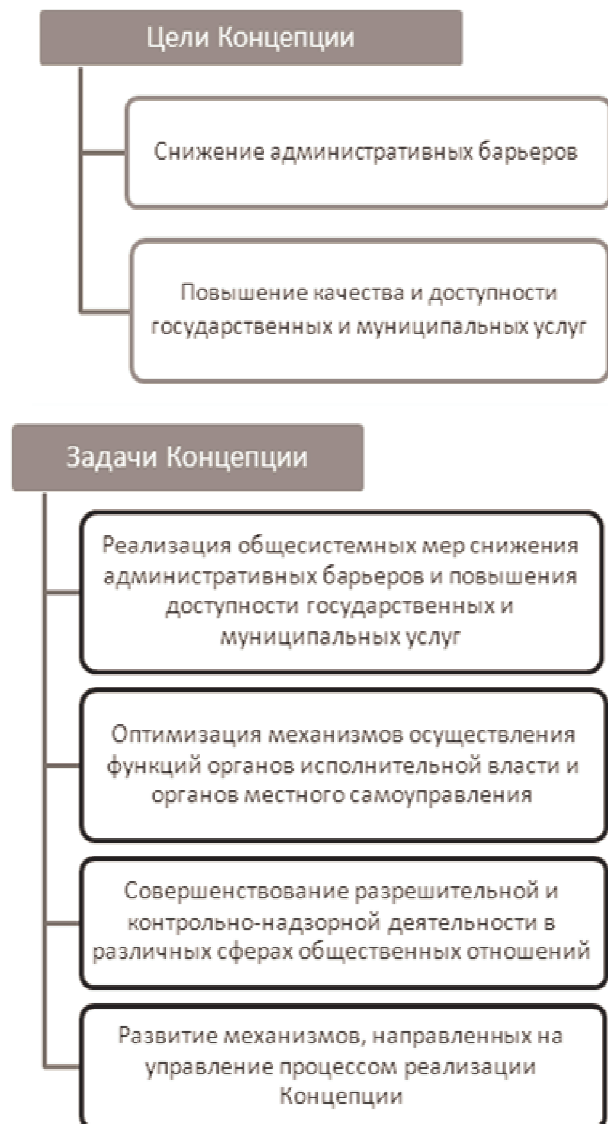 Цели Концепции
Снижение административных барьеров
Повышение качества и доступности
государственных и муниципальных услуг
Задачи Концепции
Реализация общесистемных мер снижения
административных барьеров и повышения
доступности государственных и
муниципальных услуг
Оптимизация механизмов осуществления
функций органов исполнительной власти и
органов местного самоуправления
Совершенствование разрешительной и
контрольно-надзорной деятельности в
различных сферах общественных отношений
Развитие механизмов, направленных на
управление процессом реализации
Концепции